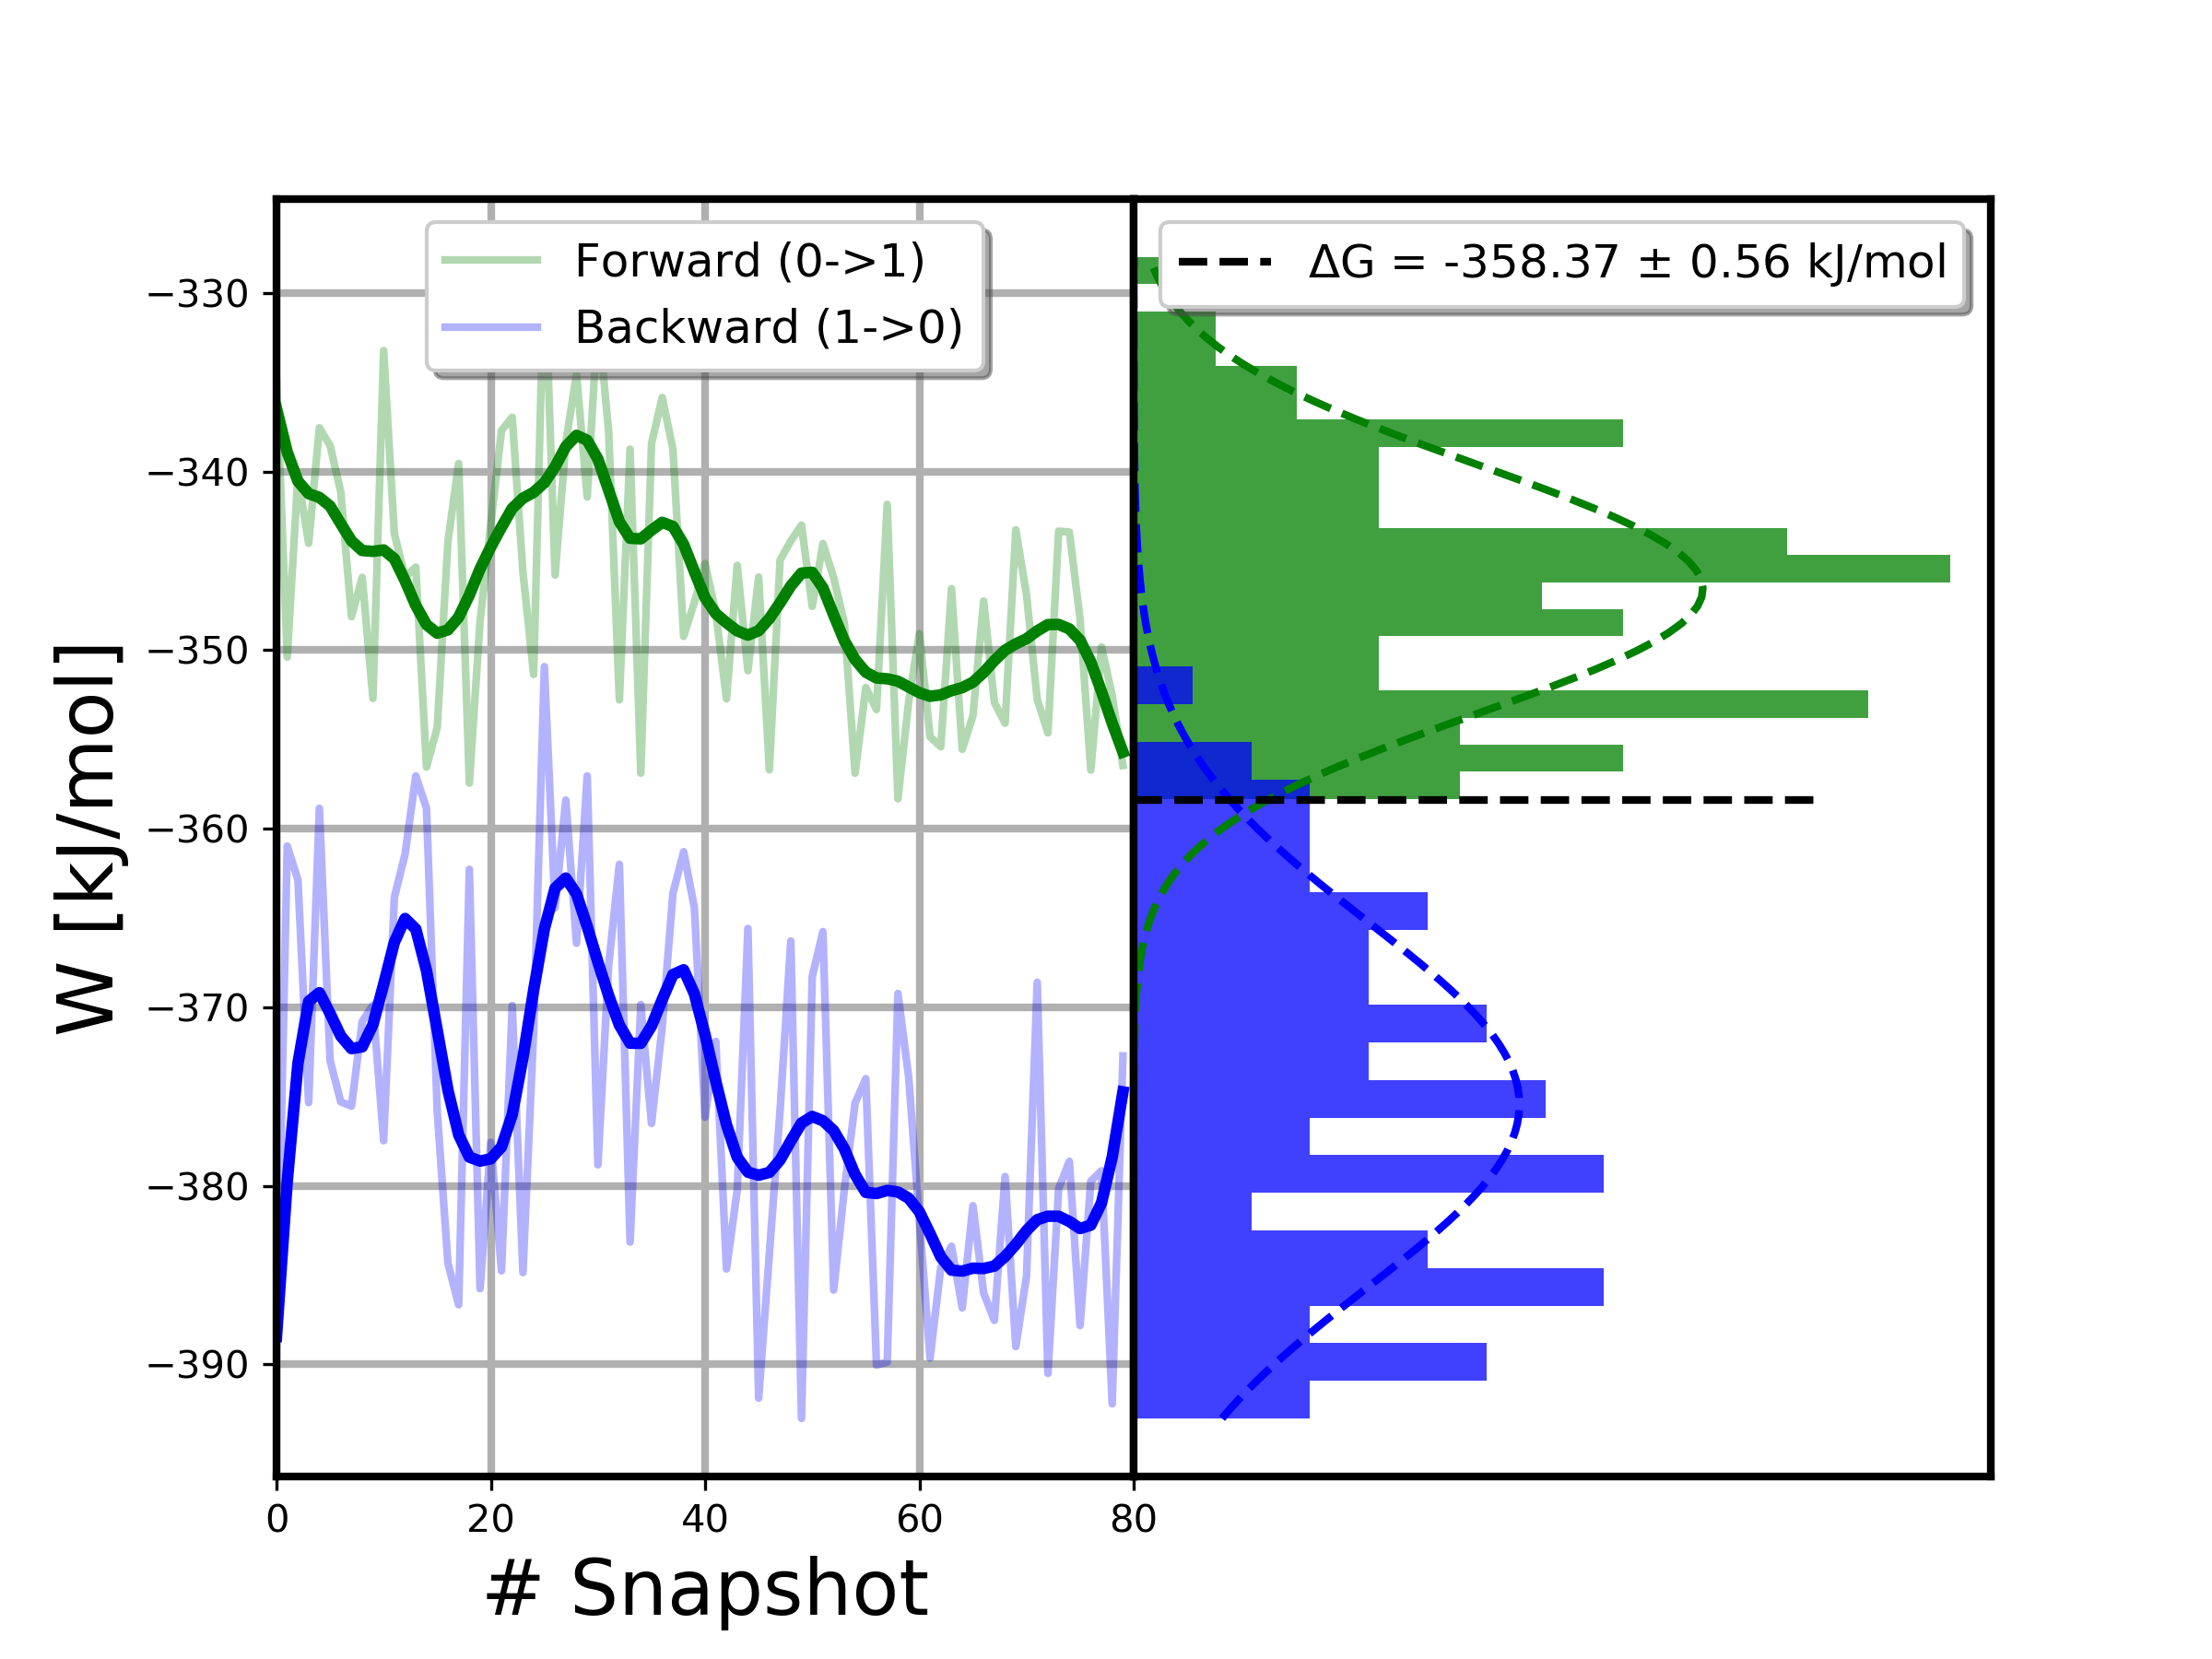 Forward (0->1)
Backward (1->0)
ΔG = -358.37 ± 0.56 kJ/mol
W [kJ/mol]
−330
−340
−350
−360
−370
−380
−390
0 20 40 60 80
# Snapshot